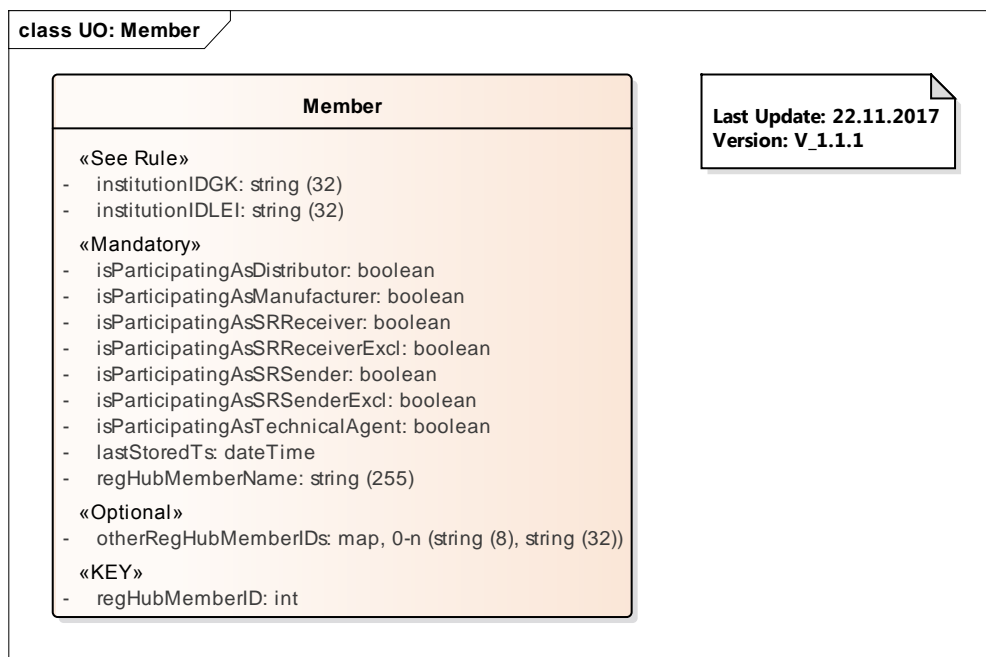 class UO: Member
Member
«See Rule»
- institutionIDGK: string (32)
- institutionIDLEI: string (32)
«Mandatory»
- isParticipatingAsDistributor: boolean
- isParticipatingAsManufacturer: boolean
- isParticipatingAsSRReceiver: boolean
- isParticipatingAsSRReceiverExcl: boolean
- isParticipatingAsSRSender: boolean
- isParticipatingAsSRSenderExcl: boolean
- isParticipatingAsTechnicalAgent: boolean
- lastStoredTs: dateTime
- regHubMemberName: string (255)
«Optional»
- otherRegHubMemberIDs: map, 0-n (string (8), string (32))
«KEY»
- regHubMemberID: int
Last Update: 22.11.2017
Version: V_1.1.1